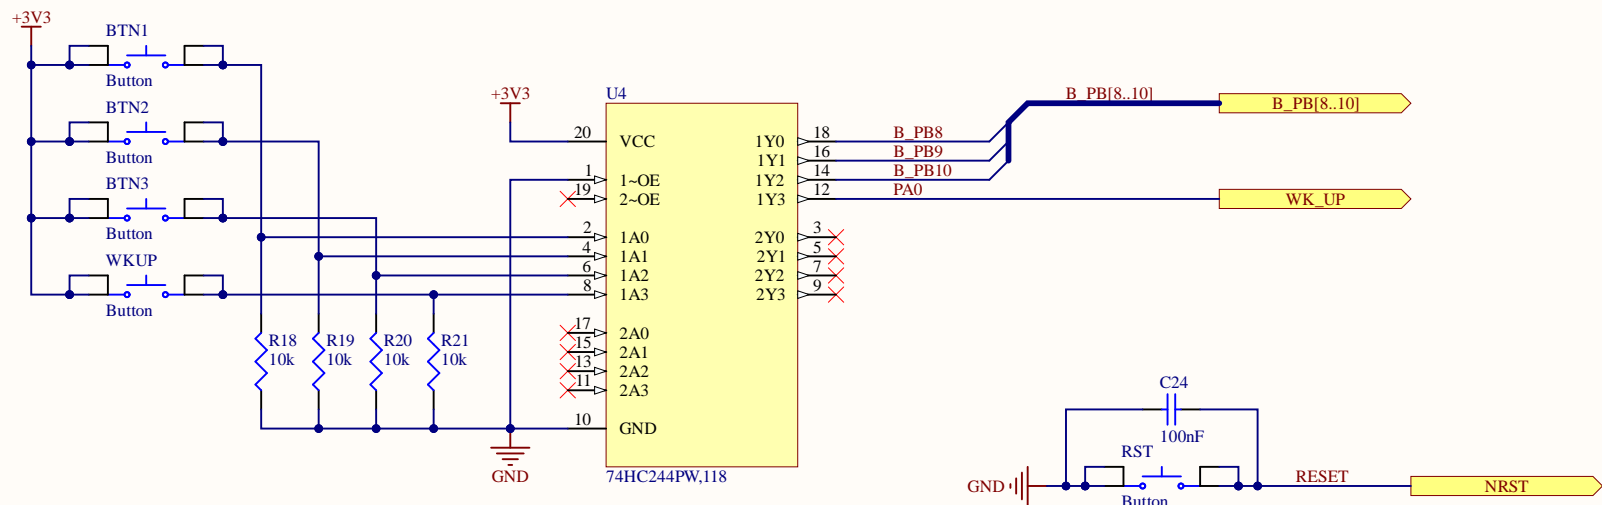 +3V3
BTN1
Button
BTN2
Button
BTN3
Button
WKUP
Button
R18
10k
R19
10k
R20
10k
R21
10k
+3V3
U4
20 VCC
1 1~OE
19 2~OE
2 1A0
4 1A1
6 1A2
8 1A3
17 2A0
15 2A1
13 2A2
11 2A3
10 GND
1Y0 18
1Y1 16
1Y2 14
1Y3 12
2Y0 3
2Y1 5
2Y2 7
2Y3 9
74HC244PW,118
GND
B_PB8
B_PB9
B_PB10
PA0
B_PB[8..10]
B_PB[8..10]
WK_UP
C24
100nF
RST
Button
GND
RESET
NRST